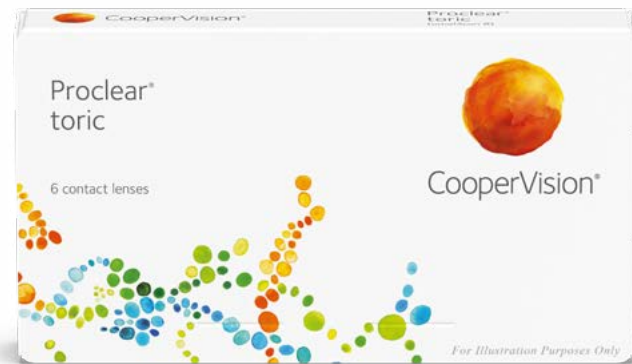 CooperVision
Proclear®
toric
Proclear®
toric
6 contact lenses
CooperVision®
For Illustration Purposes Only